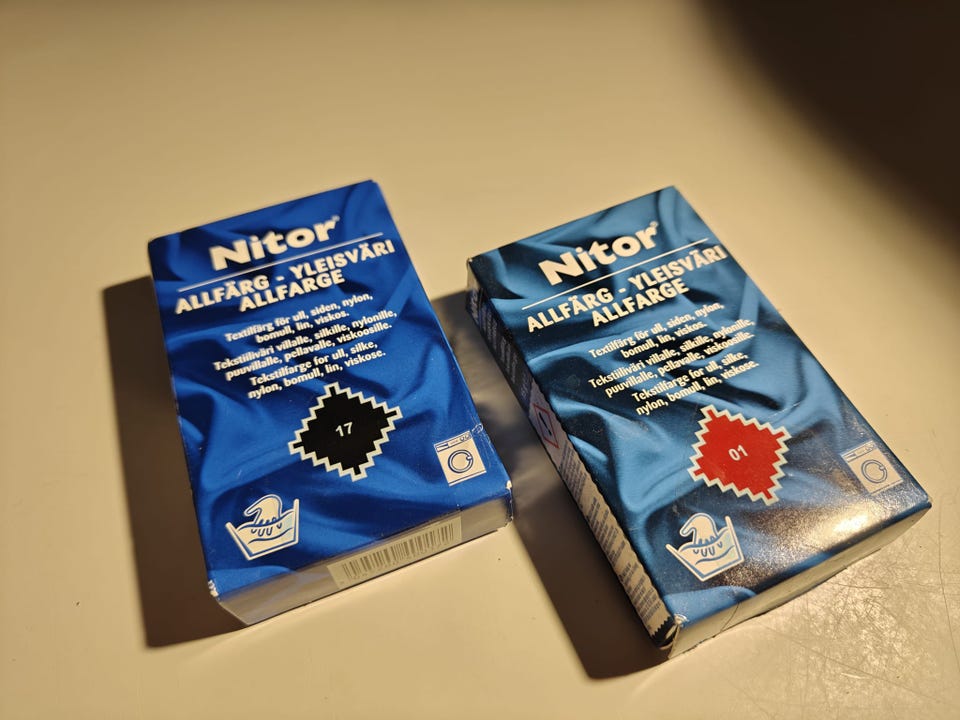 Nitor®
ALLFÄRG - YLEISVÄRI
ALLFARGE
Textilfärg för ull, siden, nylon,
bomull, lin, viskos.
Tekstiiliväri villalle, silkille, nylonille,
puuvillalle, pellavalle, viskoosille.
Tekstilfarge for ull, silke,
nylon, bomull, lin, viskose.
17
Nitor®
ALLFÄRG - YLEISVÄRI
ALLFARGE
Textilfärg för ull, siden, nylon,
bomull, lin, viskos.
Tekstiiliväri villalle, silkille, nylonille,
puuvillalle, pellavalle, viskoosille.
Tekstilfarge for ull, silke,
nylon, bomull, lin, viskose.
01